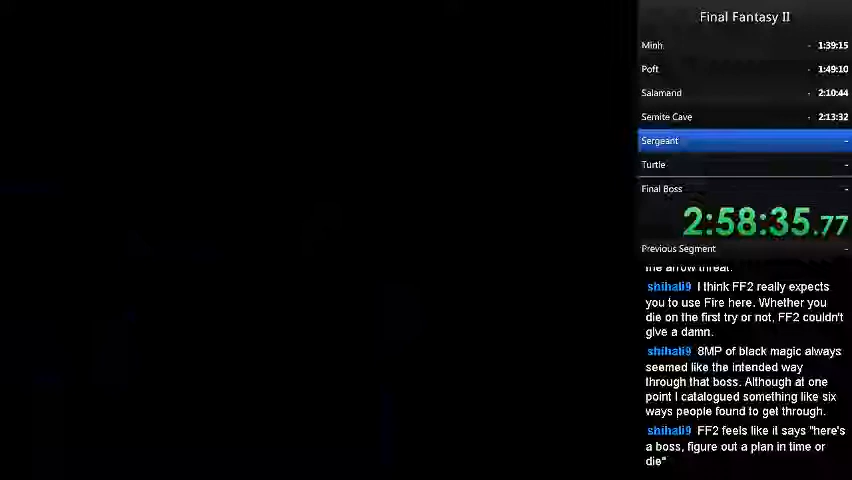 Final Fantasy II
Minh - 1:39:15
Poft - 1:49:10
Salamand - 2:10:44
Semite Cave - 2:13:32
Sergeant -
Turtle -
Final Boss -
2:58:35.77
Previous Segment -
the arrow threat.
shihali9 I think FF2 really expects
you to use Fire here. Whether you
die on the first try or not, FF2 couldn't
give a damn.
shihali9 8MP of black magic always
seemed like the intended way
through that boss. Although at one
point I catalogued something like six
ways people found to get through.
shihali9 FF2 feels like it says "here's
a boss, figure out a plan in time or
die"